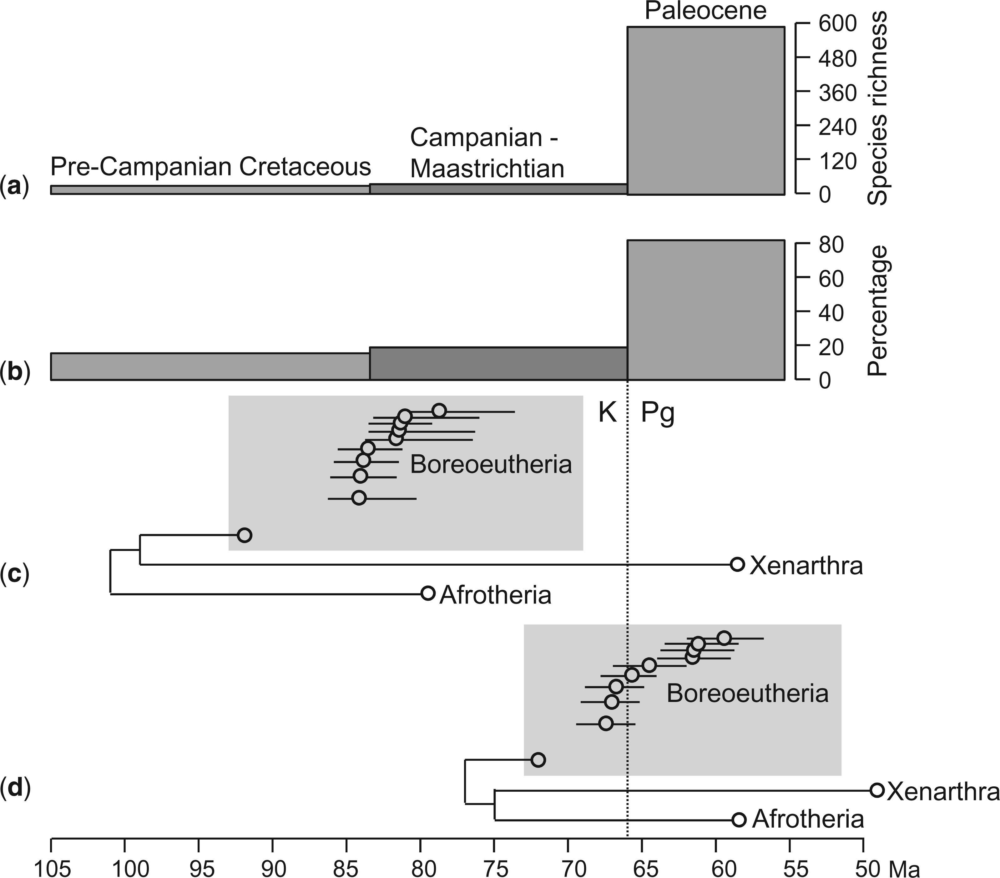 Paleocene
600
480
360
240
120
0
Species richness
Campanian -
Maastrichtian
Pre-Campanian Cretaceous
(a)
80
60
40
20
0
Percentage
(b)
K
Pg
Boreoeutheria
Xenarthra
(c)
Afrotheria
Boreoeutheria
(d)
Xenarthra
Afrotheria
105 100 95 90 85 80 75 70 65 60 55 50 Ma